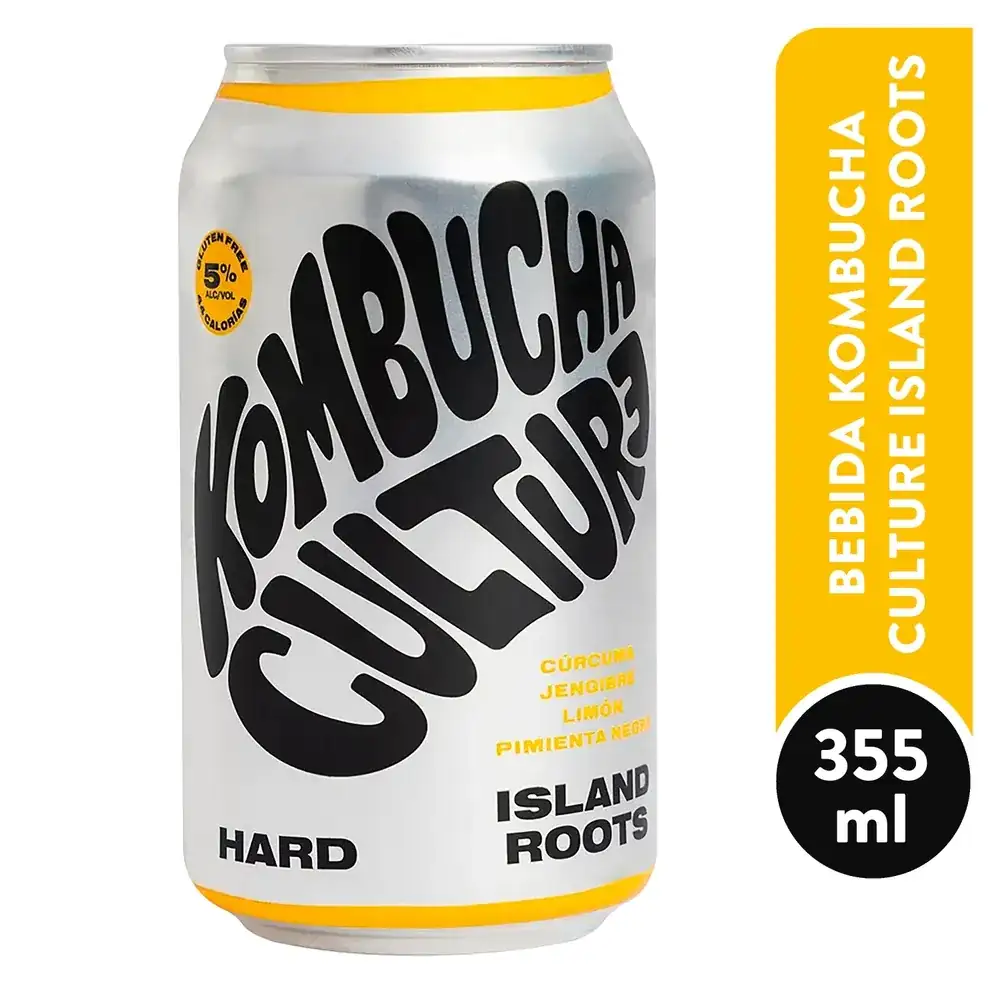 GLUTEN FREE
5%
ALC/VOL
44 CALORÍAS
KOMBUCHA
CULTURE
CÚRCUMA
JENGIBRE
LIMÓN
PIMIENTA NEGRA
HARD
ISLAND
ROOTS
BEBIDA KOMBUCHA
CULTURE ISLAND ROOTS
355
ml